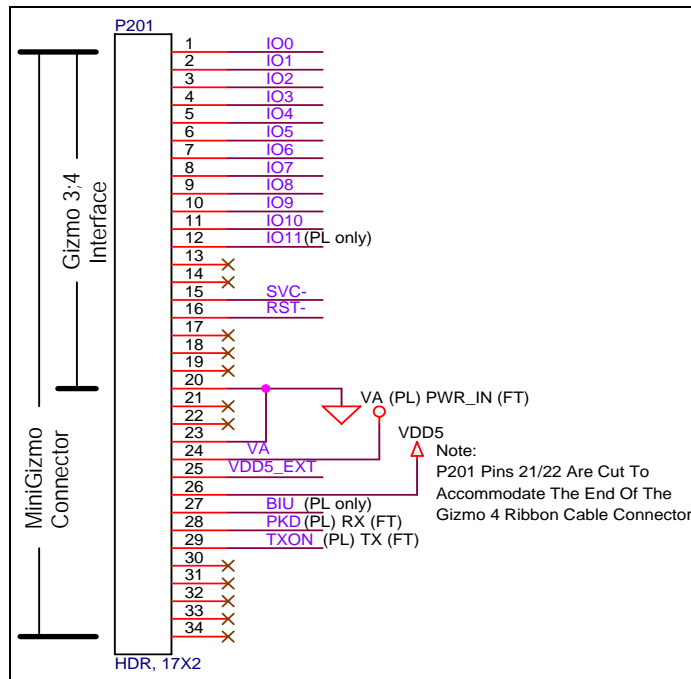 P201
1 IO0
2 IO1
3 IO2
4 IO3
5 IO4
6 IO5
7 IO6
8 IO7
9 IO8
10 IO9
11 IO10
12 IO11 (PL only)
13
14
15 SVC-
16 RST-
17
18
19
20
21
22
23
24 VA
25 VDD5_EXT
26
27 BIU (PL only)
28 PKD (PL) RX (FT)
29 TXON (PL) TX (FT)
30
31
32
33
34
HDR, 17X2
Gizmo 3;4
Interface
MiniGizmo
Connector
VA (PL) PWR_IN (FT)
VDD5
Note:
P201 Pins 21/22 Are Cut To
Accommodate The End Of The
Gizmo 4 Ribbon Cable Connector